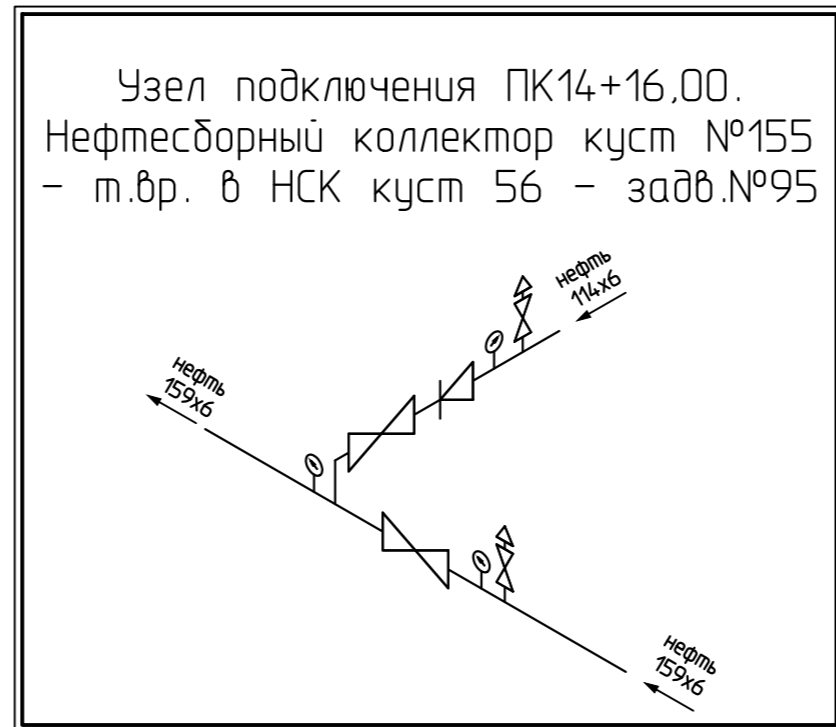 Узел подключения ПК14+16,00.
Нефтесборный коллектор куст №155
- т.вр. в НСК куст 56 - задв.№95
нефть
114х6
нефть
159х6
нефть
159х6